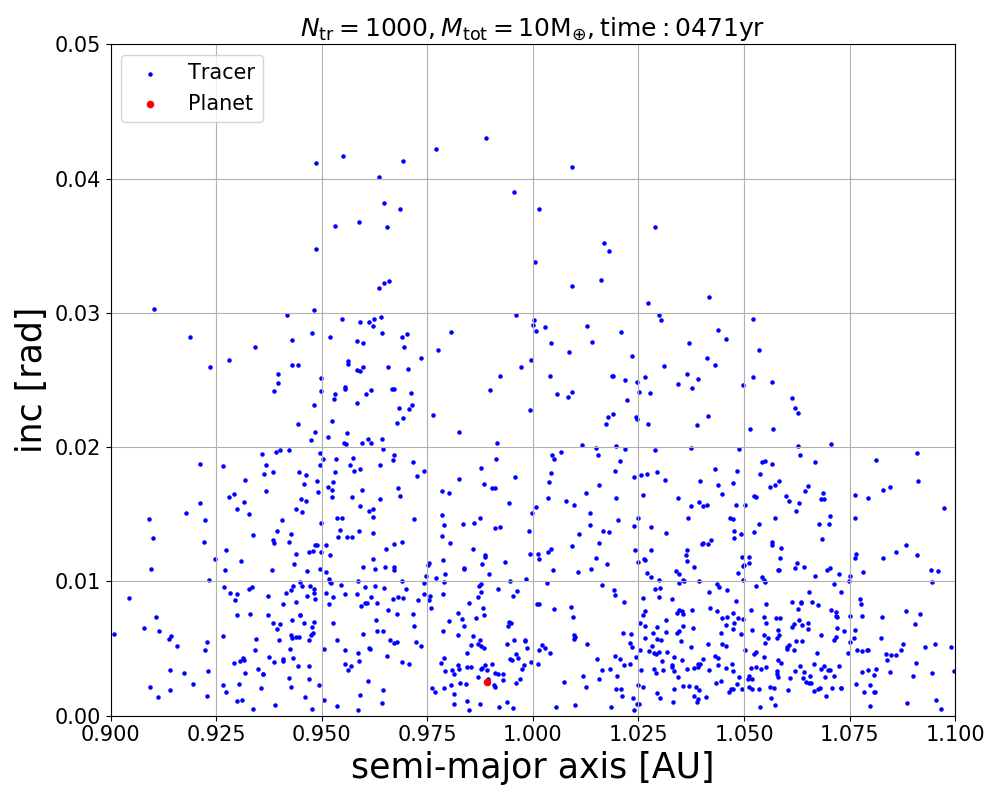 N_tr = 1000, M_tot = 10M_⊕, time : 0471yr
Tracer
Planet
0.05
0.04
0.03
0.02
0.01
0.00
inc [rad]
0.900 0.925 0.950 0.975 1.000 1.025 1.050 1.075 1.100
semi-major axis [AU]